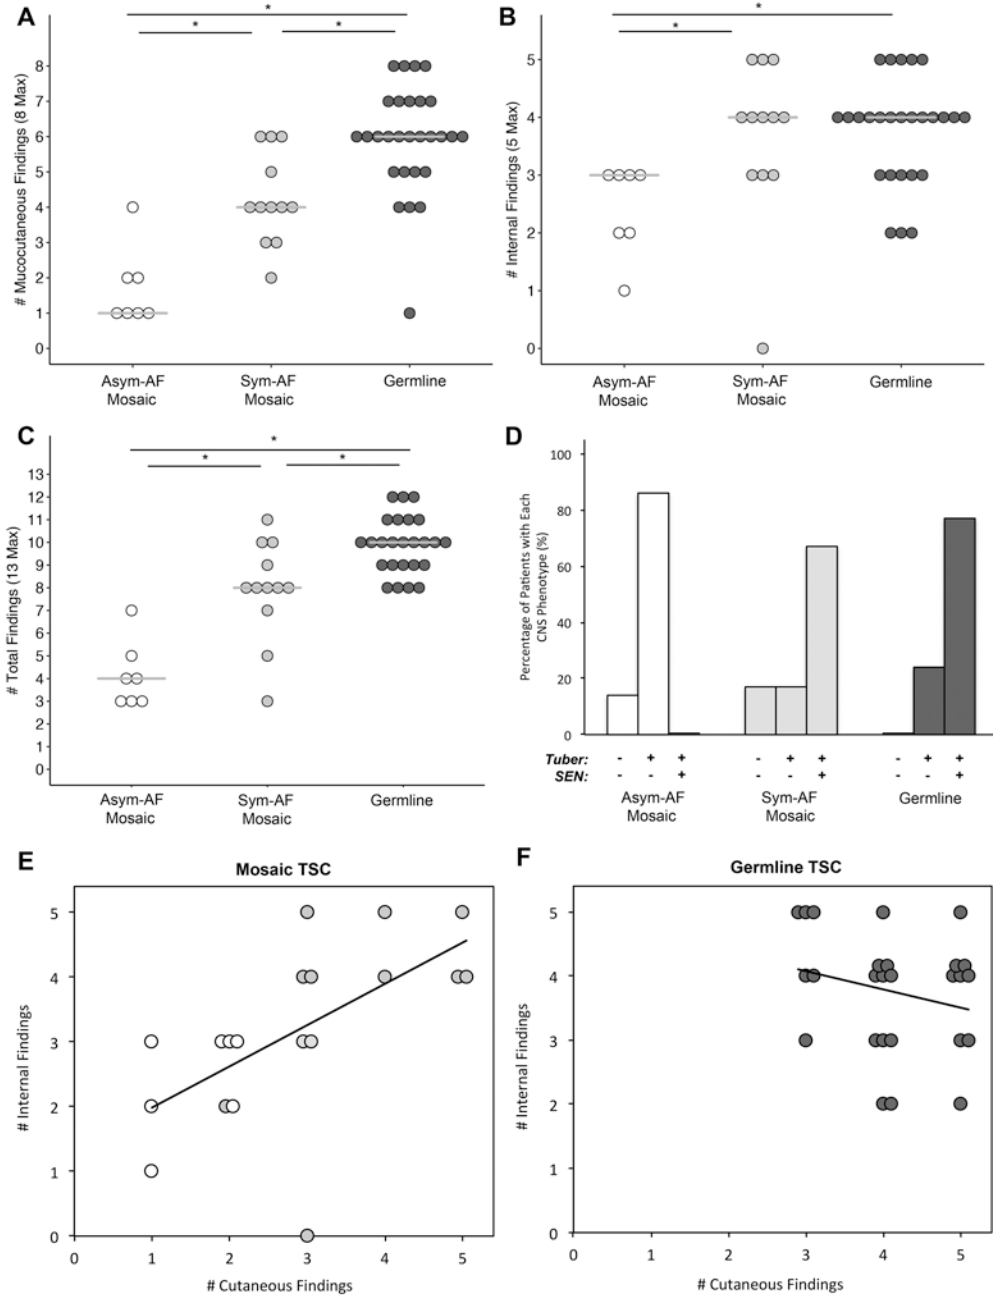 A
*
*
*
# Mucocutaneous Findings (8 Max)
8
7
6
5
4
3
2
1
0
Asym-AF
Mosaic
Sym-AF
Mosaic
Germline
B
*
*
# Internal Findings (5 Max)
5
4
3
2
1
0
Asym-AF
Mosaic
Sym-AF
Mosaic
Germline
C
*
*
*
# Total Findings (13 Max)
13
12
11
10
9
8
7
6
5
4
3
2
1
0
Asym-AF
Mosaic
Sym-AF
Mosaic
Germline
D
Percentage of Patients with Each
CNS Phenotype (%)
100
80
60
40
20
0
Tuber: - + + - + + - + +
SEN: - - + - - + - - +
Asym-AF
Mosaic
Sym-AF
Mosaic
Germline
E
Mosaic TSC
# Internal Findings
5
4
3
2
1
0
0 1 2 3 4 5
# Cutaneous Findings
F
Germline TSC
# Internal Findings
5
4
3
2
1
0
0 1 2 3 4 5
# Cutaneous Findings